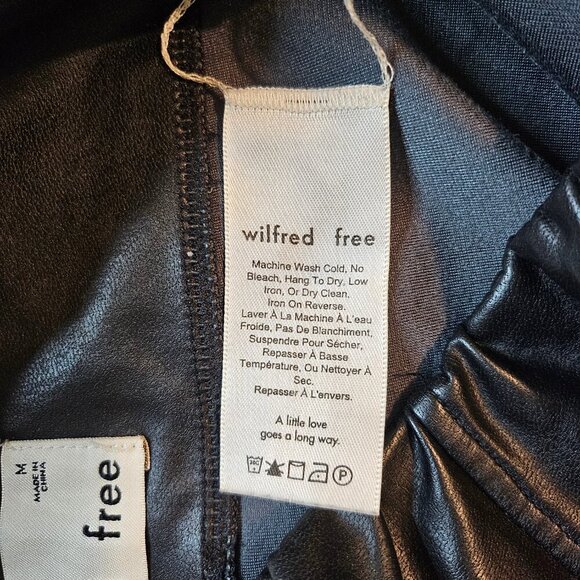 wilfred free
Machine Wash Cold, No
Bleach, Hang To Dry, Low
Iron, Or Dry Clean.
Iron On Reverse.
Laver À La Machine À L'eau
Froide, Pas De Blanchiment,
Suspendre Pour Sécher,
Repasser À Basse
Température, Ou Nettoyer À
Sec.
Repasser À L'envers.
A little love
goes a long way.
30C
P
free
M
MADE IN
CHINA